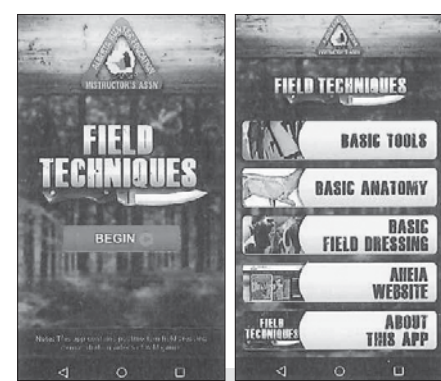 INSTRUCTOR'S ASSN
FIELD
TECHNIQUES
BEGIN
FIELD TECHNIQUES
BASIC TOOLS
BASIC ANATOMY
BASIC
FIELD DRESSING
AHEIA
WEBSITE
FIELD
TECHNIQUES
ABOUT
THIS APP